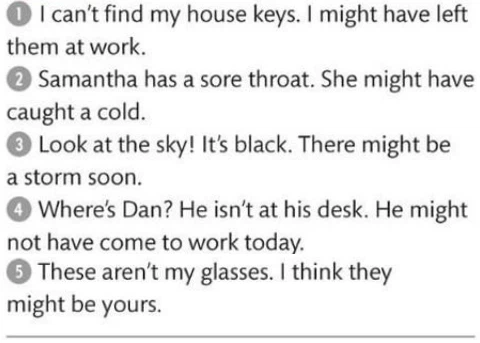 1 I can't find my house keys. I might have left
them at work.
2 Samantha has a sore throat. She might have
caught a cold.
3 Look at the sky! It's black. There might be
a storm soon.
4 Where's Dan? He isn't at his desk. He might
not have come to work today.
5 These aren't my glasses. I think they
might be yours.